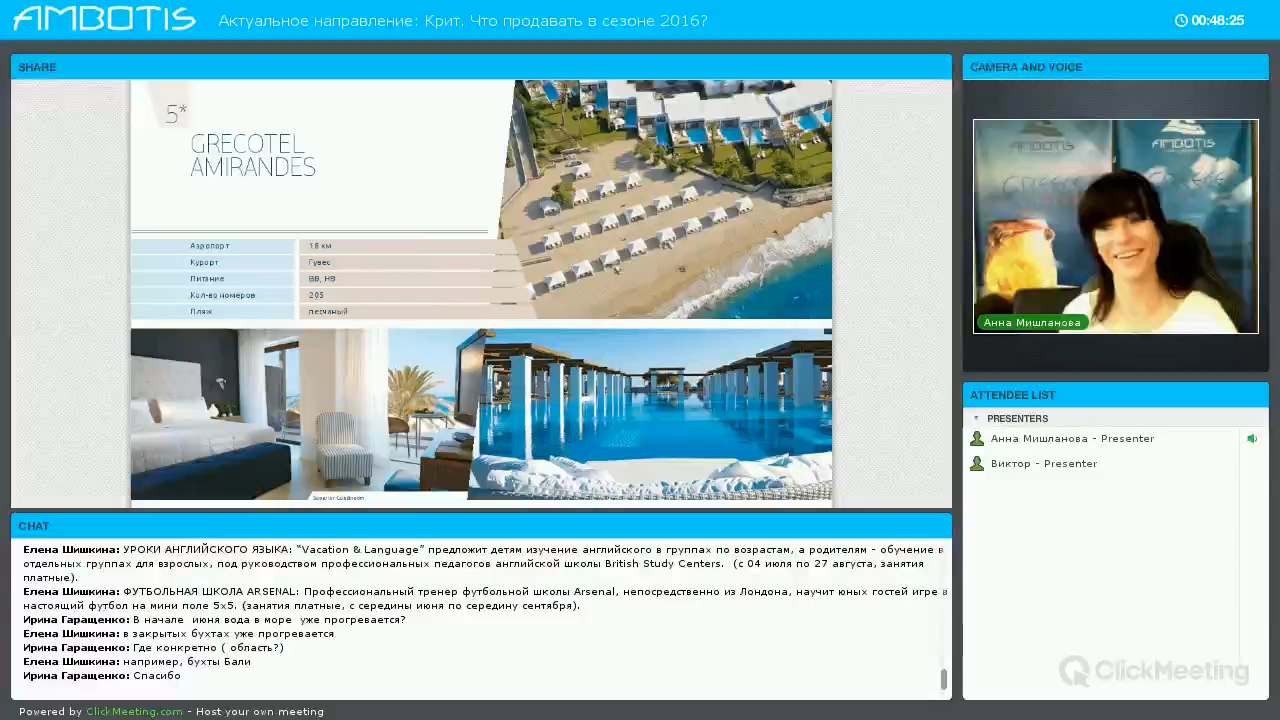 AMBOTIS
Актуальное направление: Крит. Что продавать в сезоне 2016?
00:48:25
SHARE
5*
GRECOTEL
AMIRANDES
Аэропорт 18 км
Курорт Гувес
Питание BB, HB
Кол-во номеров 205
Пляж песчаный
Superior Guestroom
CAMERA AND VOICE
AMBOTIS
AMBOTIS
Анна Мишланова
ATTENDEE LIST
PRESENTERS
Анна Мишланова - Presenter
Виктор - Presenter
ClickMeeting
CHAT
Елена Шишкина: УРОКИ АНГЛИЙСКОГО ЯЗЫКА: “Vacation & Language” предложит детям изучение английского в группах по возрастам, а родителям - обучение в
отдельных группах для взрослых, под руководством профессиональных педагогов английской школы British Study Centers. (с 04 июля по 27 августа, занятия
платные).
Елена Шишкина: ФУТБОЛЬНАЯ ШКОЛА ARSENAL: Профессиональный тренер футбольной школы Arsenal, непосредственно из Лондона, научит юных гостей игре в
настоящий футбол на мини поле 5x5. (занятия платные, с середины июня по середину сентября).
Ирина Гаращенко: В начале июня вода в море уже прогревается?
Елена Шишкина: в закрытых бухтах уже прогревается
Ирина Гаращенко: Где конкретно ( область?)
Елена Шишкина: например, бухты Бали
Ирина Гаращенко: Спасибо
Powered by ClickMeeting.com - Host your own meeting